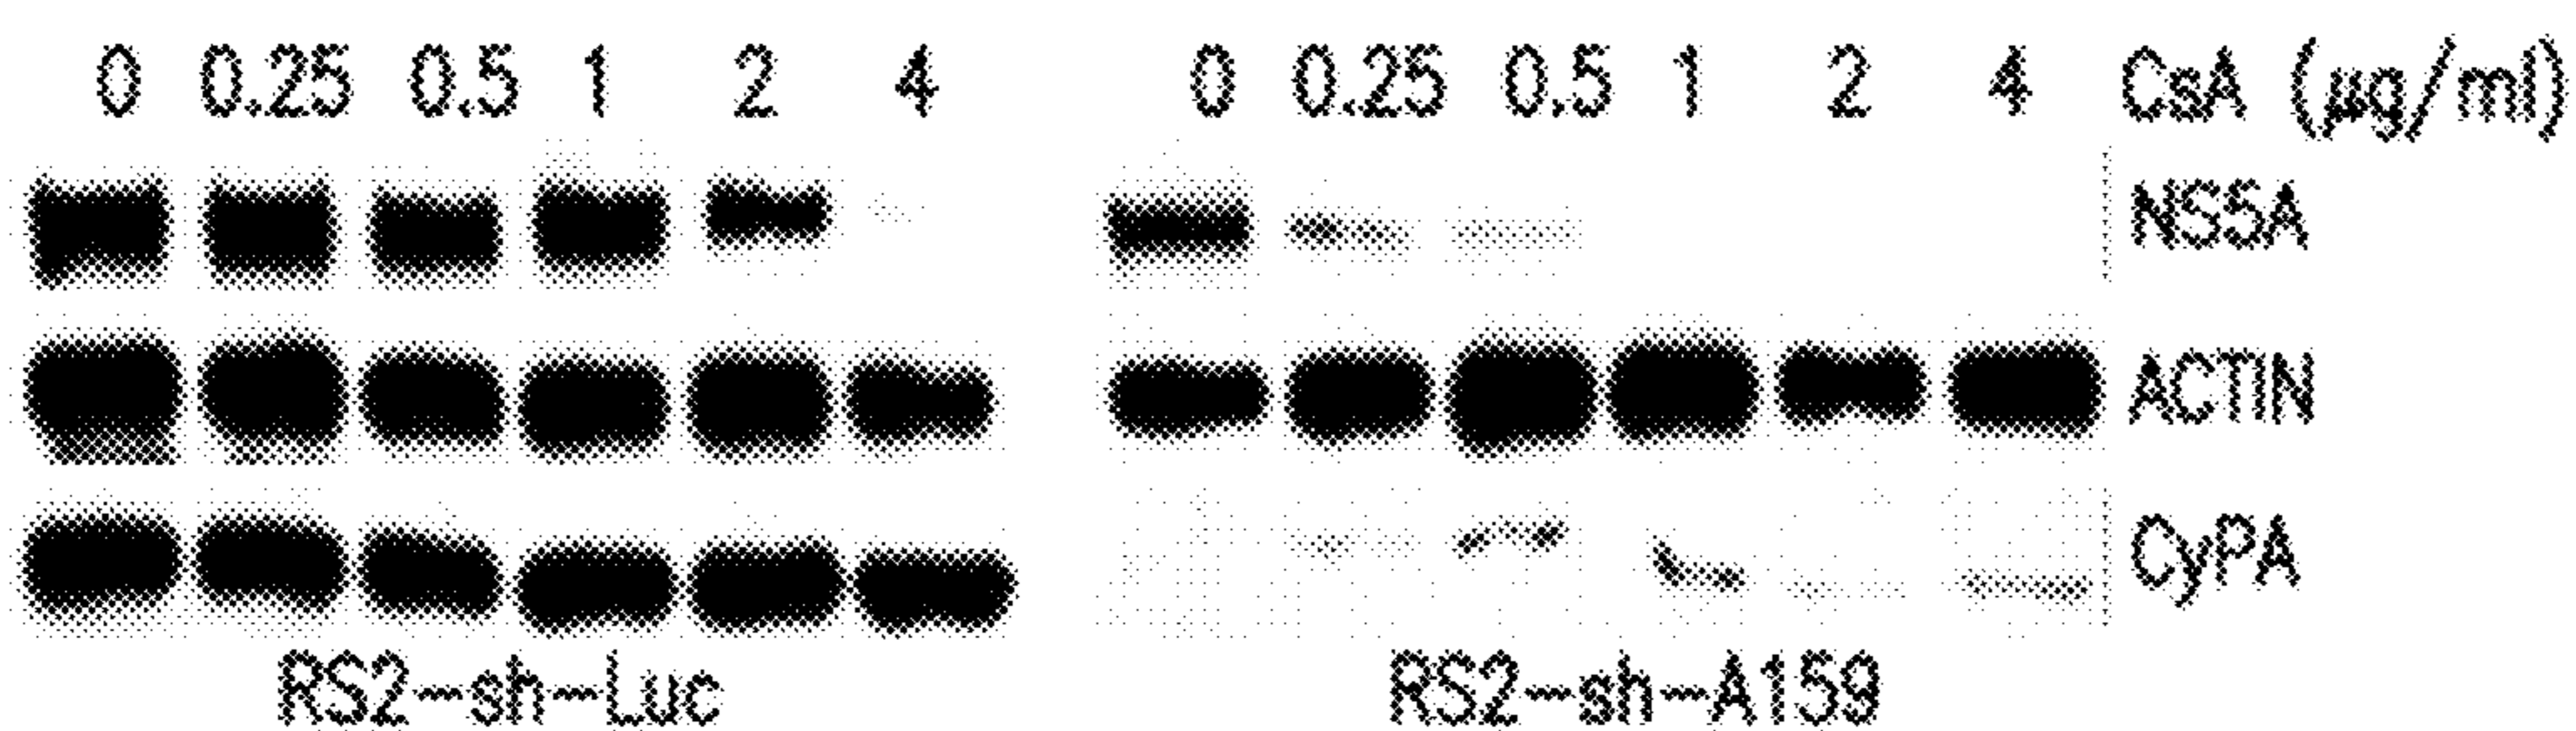 0 0.25 0.5 1 2 4 0 0.25 0.5 1 2 4 CsA (μg/ml)
NS5A
ACTIN
CyPA
RS2-sh-Luc RS2-sh-A159